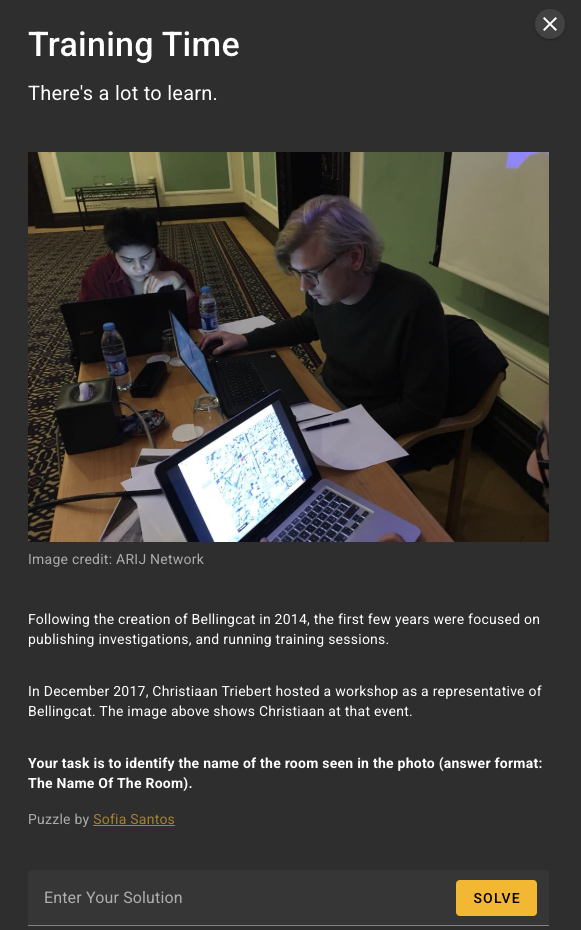 Training Time
There's a lot to learn.
Image credit: ARIJ Network
Following the creation of Bellingcat in 2014, the first few years were focused on
publishing investigations, and running training sessions.
In December 2017, Christiaan Triebert hosted a workshop as a representative of
Bellingcat. The image above shows Christiaan at that event.
Your task is to identify the name of the room seen in the photo (answer format:
The Name Of The Room).
Puzzle by Sofia Santos
Enter Your Solution
SOLVE